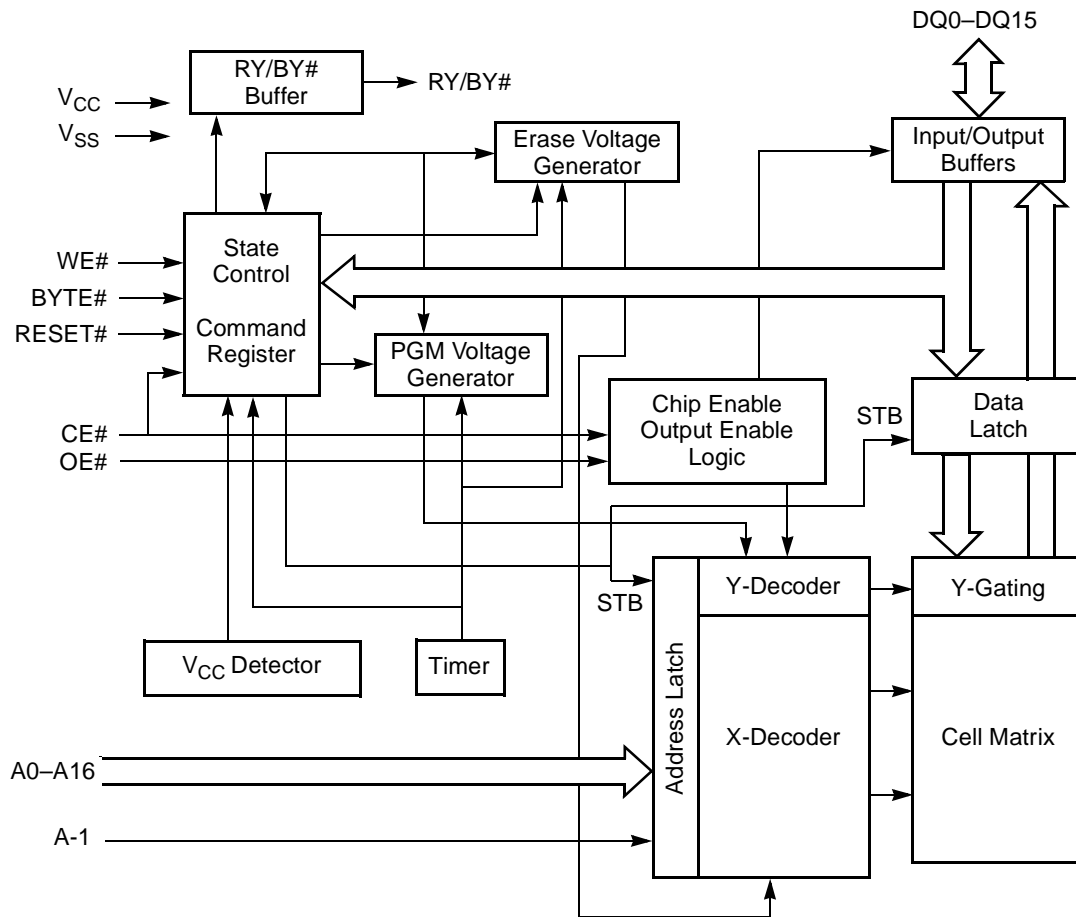 DQ0–DQ15
RY/BY#
Buffer
RY/BY#
VCC
VSS
Erase Voltage
Generator
Input/Output
Buffers
State
Control
Command
Register
WE#
BYTE#
RESET#
PGM Voltage
Generator
CE#
OE#
Chip Enable
Output Enable
Logic
STB
Data
Latch
STB
Y-Decoder
Y-Gating
VCC Detector
Timer
Address Latch
X-Decoder
Cell Matrix
A0–A16
A-1